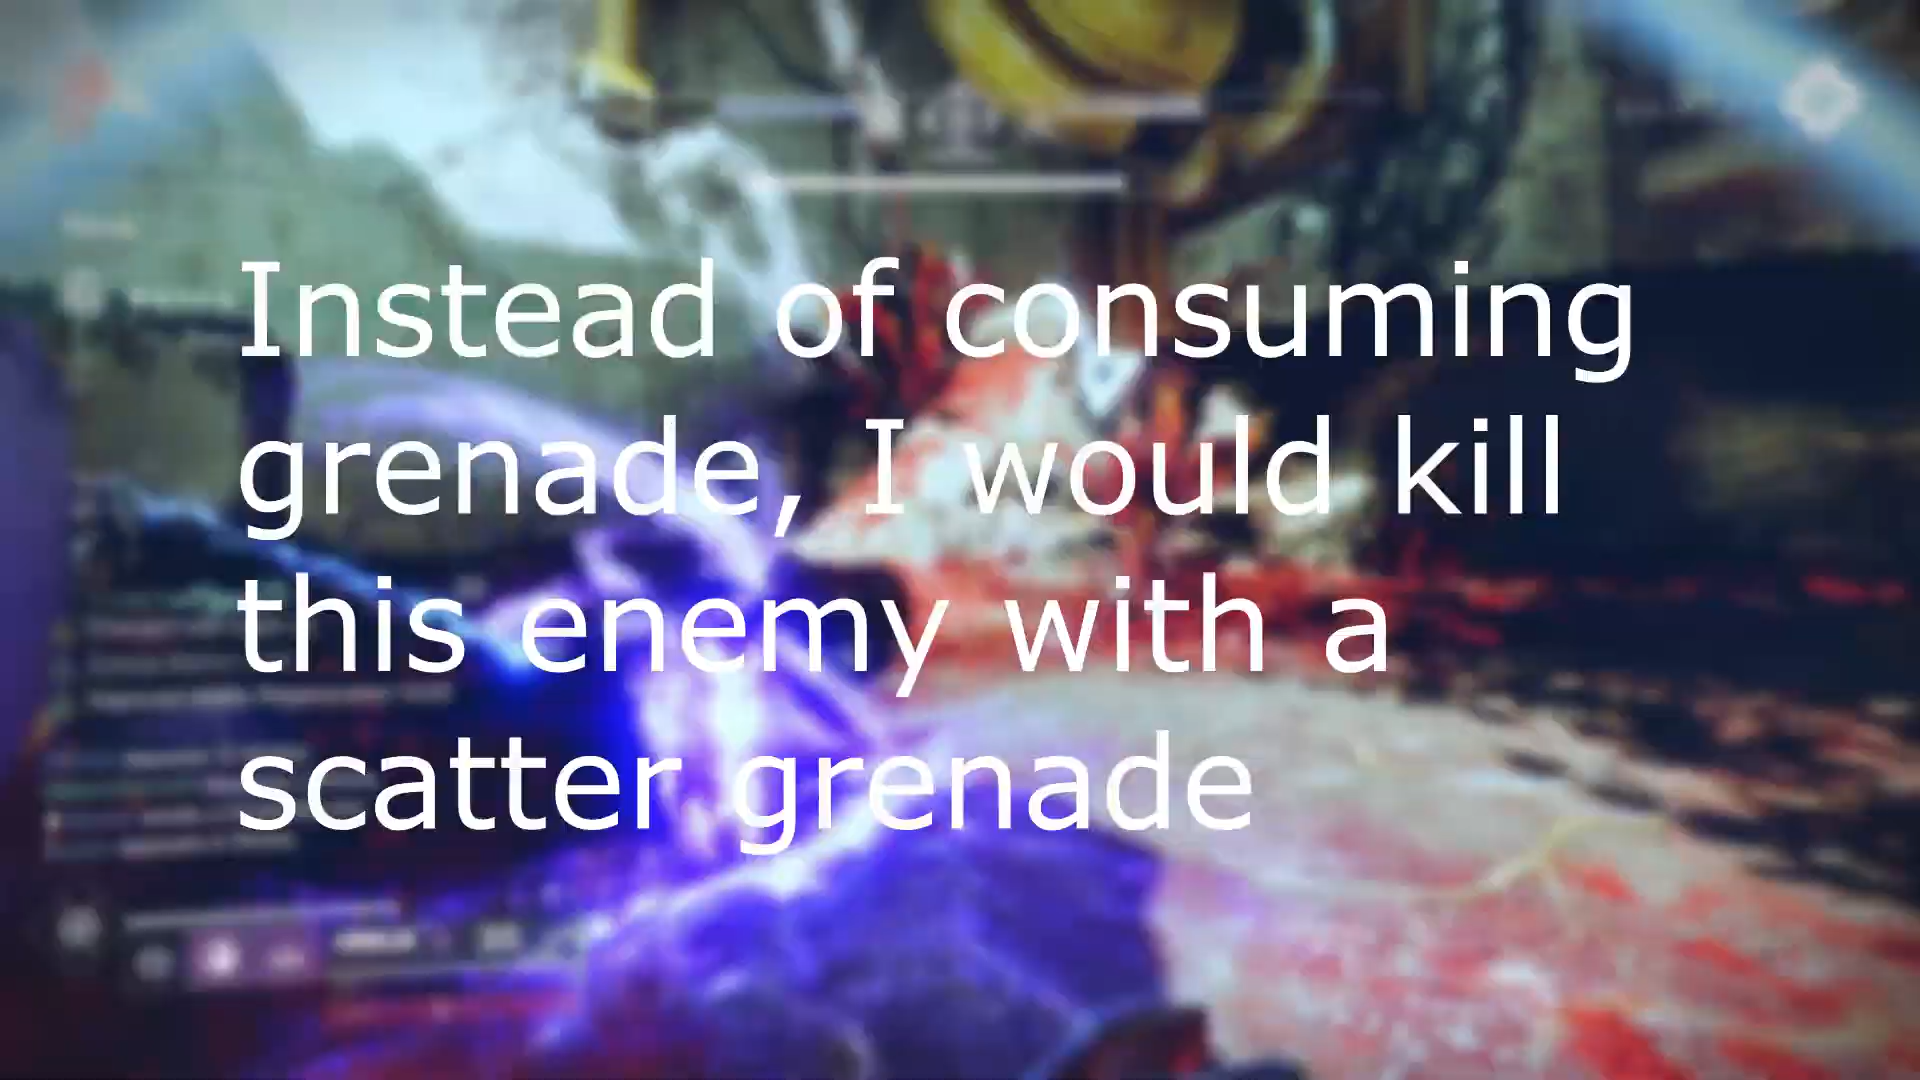 Instead of consuming
grenade, I would kill
this enemy with a
scatter grenade